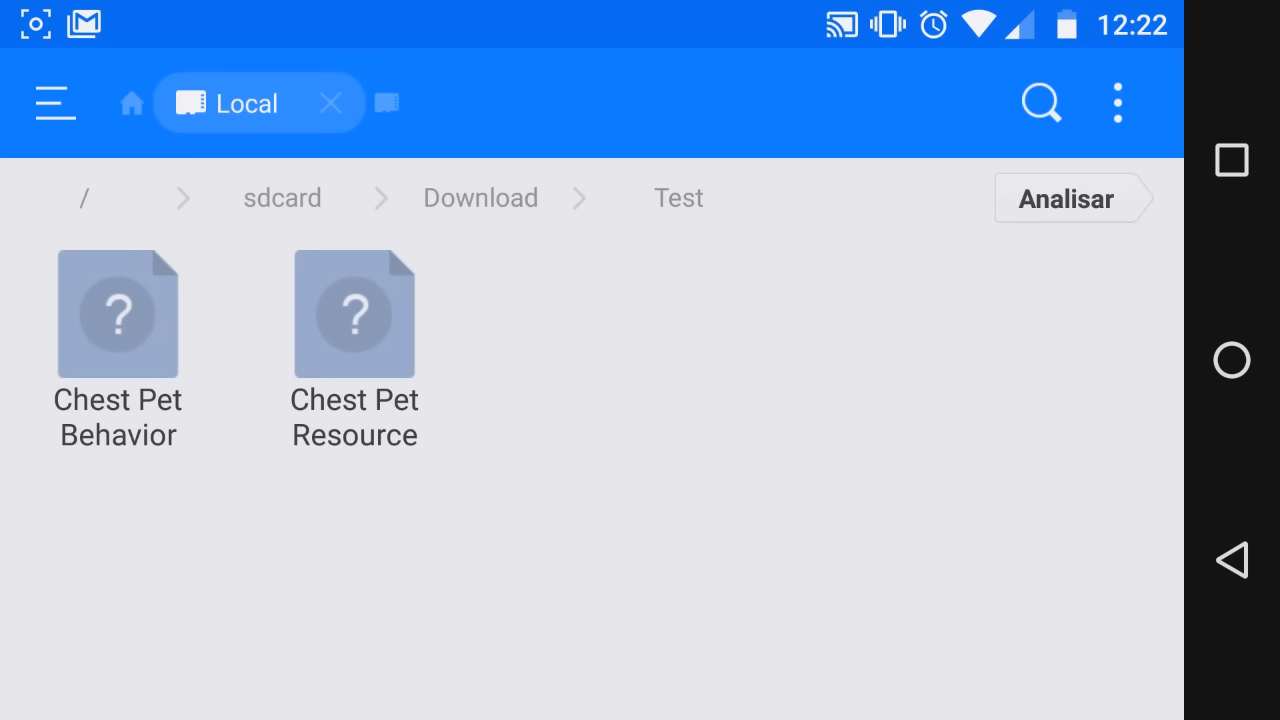 12:22
Local
/ sdcard Download Test
Analisar
?
?
Chest Pet
Behavior
Chest Pet
Resource